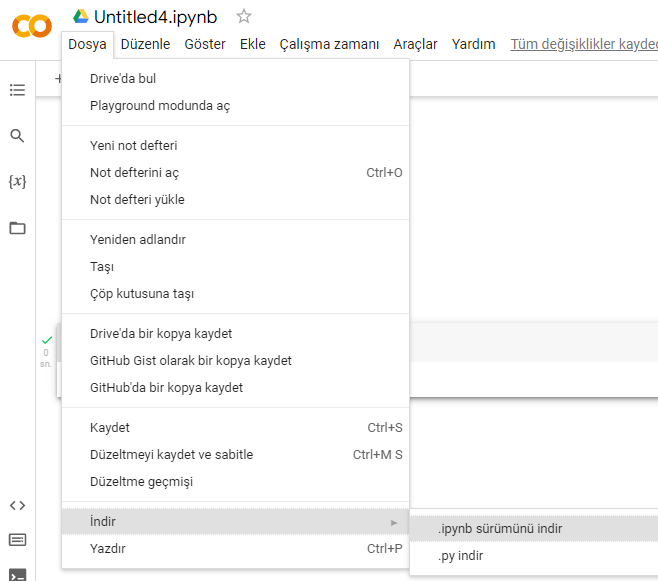 Untitled4.ipynb
Dosya Düzenle Göster Ekle Çalışma zamanı Araçlar Yardım Tüm değişiklikler kaydec
Drive'da bul
Playground modunda aç
Yeni not defteri
Not defterini aç Ctrl+O
Not defteri yükle
Yeniden adlandır
Taşı
Çöp kutusuna taşı
Drive'da bir kopya kaydet
GitHub Gist olarak bir kopya kaydet
GitHub'da bir kopya kaydet
0
sn.
Kaydet Ctrl+S
Düzeltmeyi kaydet ve sabitle Ctrl+M S
Düzeltme geçmişi
İndir
.ipynb sürümünü indir
Yazdır Ctrl+P
.py indir